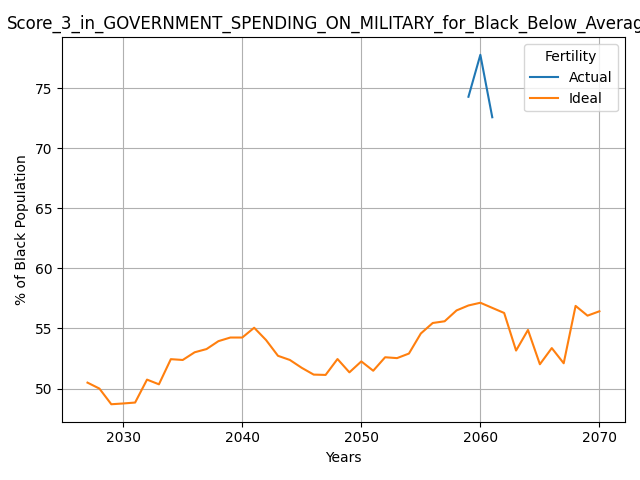 Score_3_in_GOVERNMENT_SPENDING_ON_MILITARY_for_Black_Below_Averag
Fertility
Actual
Ideal
% of Black Population
75
70
65
60
55
50
2030 2040 2050 2060 2070
Years